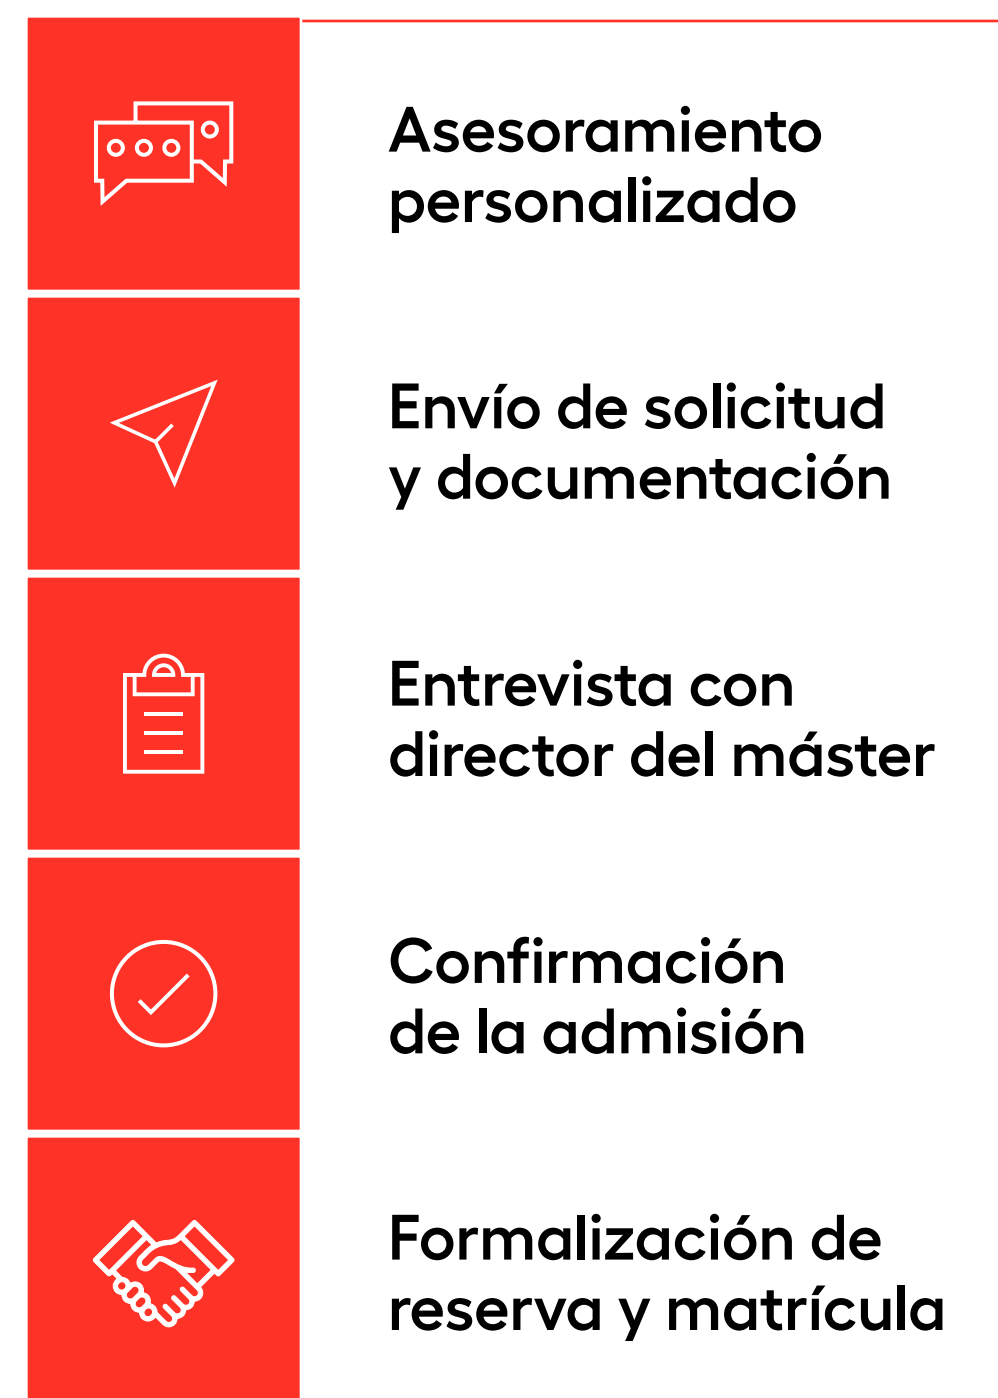 Asesoramiento
personalizado
Envío de solicitud
y documentación
Entrevista con
director del máster
Confirmación
de la admisión
Formalización de
reserva y matrícula